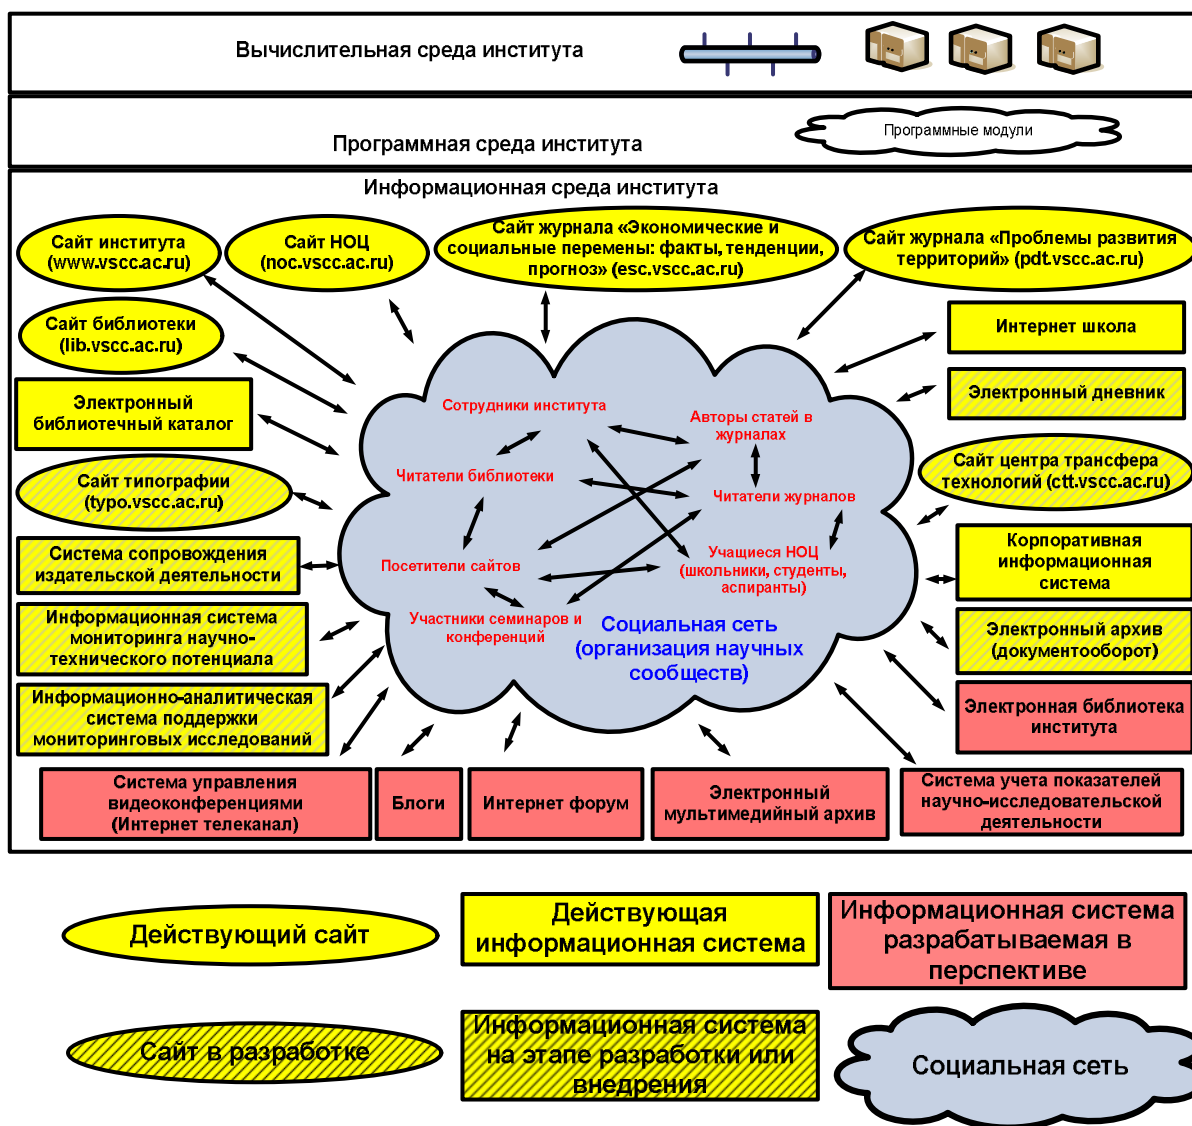 Вычислительная среда института
Программная среда института
Программные модули
Информационная среда института
Сайт института
(www.vscc.ac.ru)
Сайт НОЦ
(noc.vscc.ac.ru)
Сайт журнала «Экономические и
социальные перемены: факты, тенденции,
прогноз» (esc.vscc.ac.ru)
Сайт журнала «Проблемы развития
территорий» (pdt.vscc.ac.ru)
Сайт библиотеки
(lib.vscc.ac.ru)
Интернет школа
Электронный
библиотечный каталог
Электронный дневник
Сайт типографии
(typo.vscc.ac.ru)
Сайт центра трансфера
технологий (ctt.vscc.ac.ru)
Система сопровождения
издательской деятельности
Корпоративная
информационная
система
Информационная система
мониторинга научно-
технического потенциала
Электронный архив
(документооборот)
Информационно-аналитическая
система поддержки
мониторинговых исследований
Электронная библиотека
института
Сотрудники института
Авторы статей в
журналах
Читатели библиотеки
Читатели журналов
Посетители сайтов
Учащиеся НОЦ
(школьники, студенты,
аспиранты)
Участники семинаров и
конференций
Социальная сеть
(организация научных
сообществ)
Система управления
видеоконференциями
(Интернет телеканал)
Блоги
Интернет форум
Электронный
мультимедийный архив
Система учета показателей
научно-исследовательской
деятельности
Действующий сайт
Действующая
информационная система
Информационная система
разрабатываемая в
перспективе
Сайт в разработке
Информационная система
на этапе разработки или
внедрения
Социальная сеть